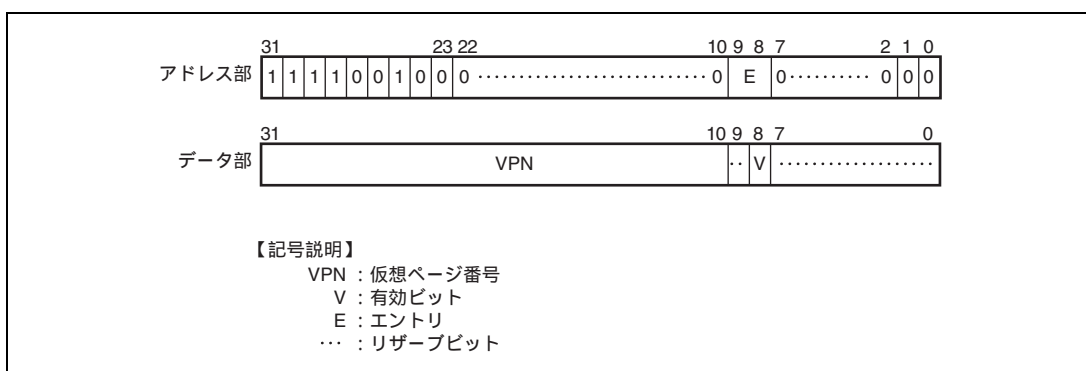 31 23 22 10 9 8 7 2 1 0
アドレス部 1 1 1 1 0 0 1 0 0 0 0 ··························· 0 E 0·········· 0 0 0
31 10 9 8 7 0
データ部 VPN ·· V ···················
【記号説明】
VPN : 仮想ページ番号
V : 有効ビット
E : エントリ
··· : リザーブビット